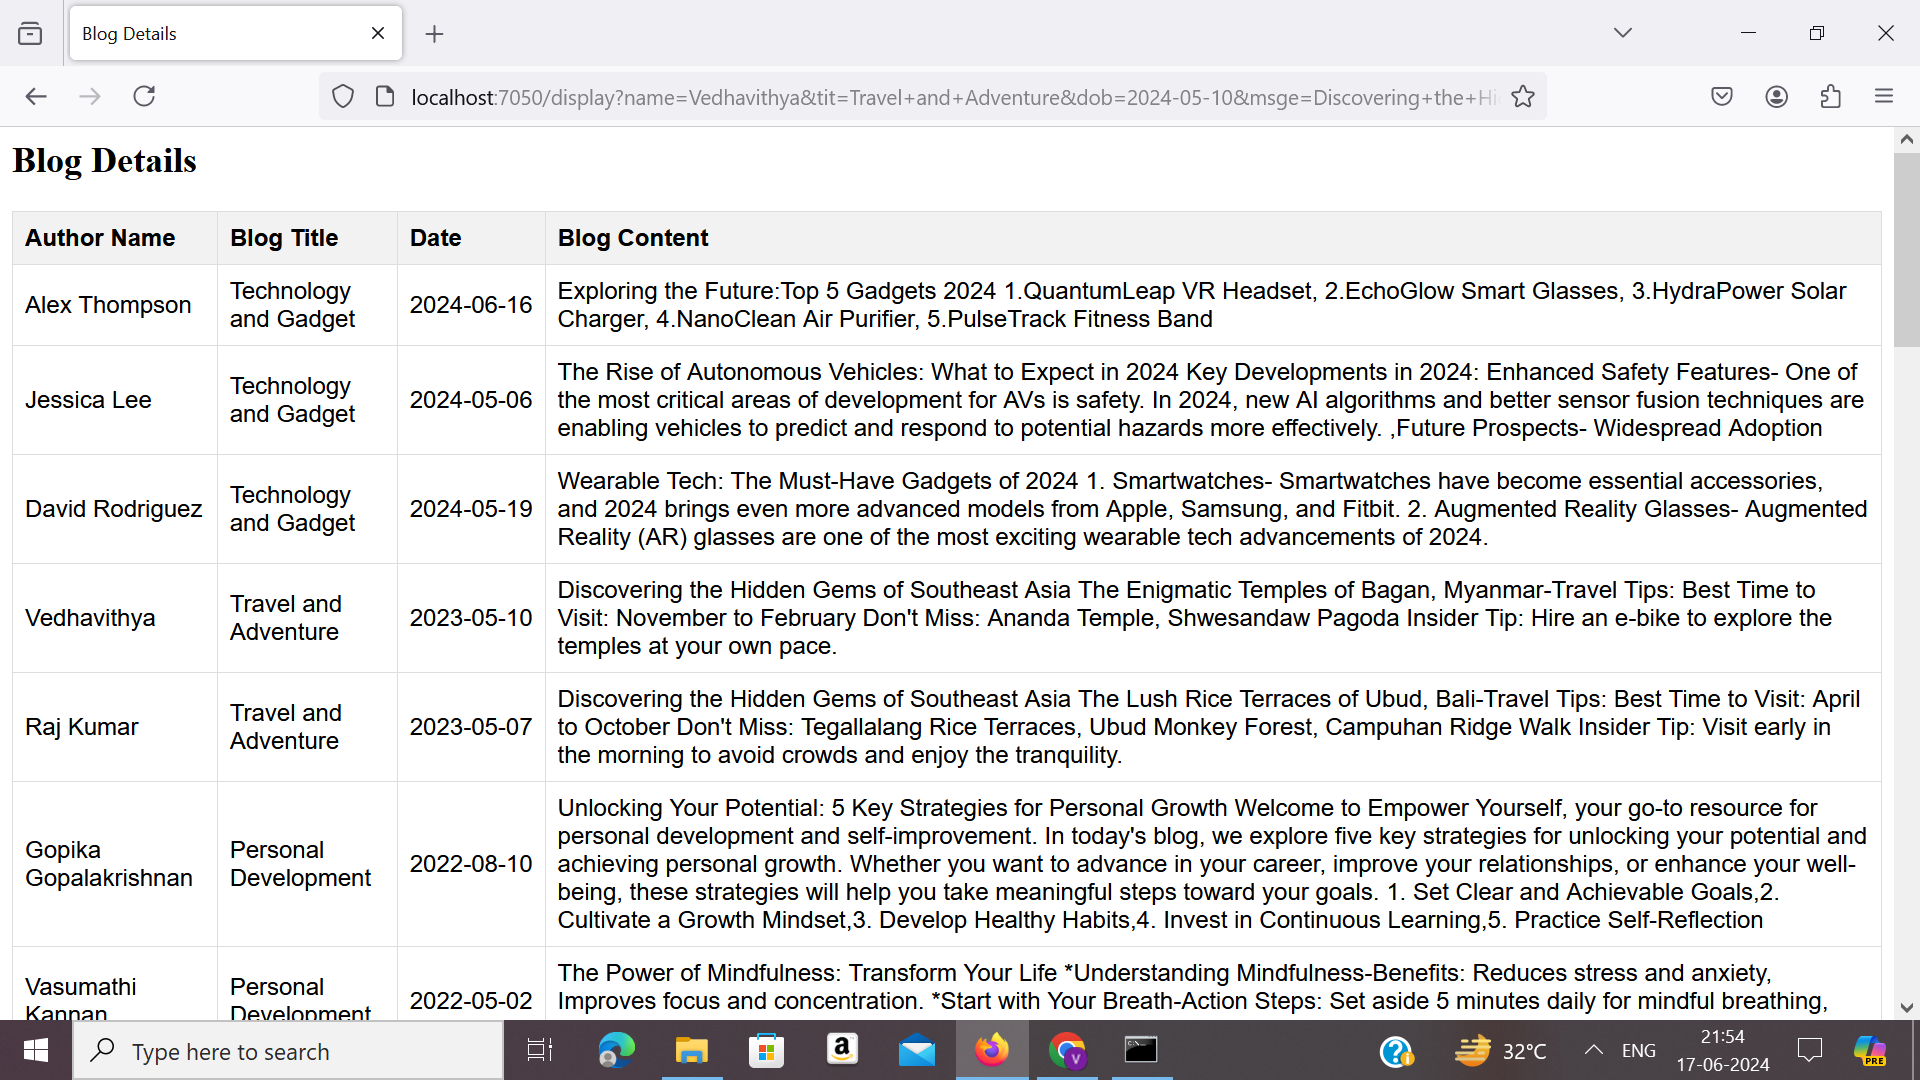 Blog Details
localhost:7050/display?name=Vedhavithya&tit=Travel+and+Adventure&dob=2024-05-10&msge=Discovering+the+Hi
Blog Details
Author Name Blog Title Date Blog Content
Alex Thompson
Technology
and Gadget
2024-06-16
Exploring the Future:Top 5 Gadgets 2024 1.QuantumLeap VR Headset, 2.EchoGlow Smart Glasses, 3.HydraPower Solar
Charger, 4.NanoClean Air Purifier, 5.PulseTrack Fitness Band
Jessica Lee
Technology
and Gadget
2024-05-06
The Rise of Autonomous Vehicles: What to Expect in 2024 Key Developments in 2024: Enhanced Safety Features- One of
the most critical areas of development for AVs is safety. In 2024, new AI algorithms and better sensor fusion techniques are
enabling vehicles to predict and respond to potential hazards more effectively. ,Future Prospects- Widespread Adoption
David Rodriguez
Technology
and Gadget
2024-05-19
Wearable Tech: The Must-Have Gadgets of 2024 1. Smartwatches- Smartwatches have become essential accessories,
and 2024 brings even more advanced models from Apple, Samsung, and Fitbit. 2. Augmented Reality Glasses- Augmented
Reality (AR) glasses are one of the most exciting wearable tech advancements of 2024.
Vedhavithya
Travel and
Adventure
2023-05-10
Discovering the Hidden Gems of Southeast Asia The Enigmatic Temples of Bagan, Myanmar-Travel Tips: Best Time to
Visit: November to February Don't Miss: Ananda Temple, Shwesandaw Pagoda Insider Tip: Hire an e-bike to explore the
temples at your own pace.
Raj Kumar
Travel and
Adventure
2023-05-07
Discovering the Hidden Gems of Southeast Asia The Lush Rice Terraces of Ubud, Bali-Travel Tips: Best Time to Visit: April
to October Don't Miss: Tegallalang Rice Terraces, Ubud Monkey Forest, Campuhan Ridge Walk Insider Tip: Visit early in
the morning to avoid crowds and enjoy the tranquility.
Gopika
Gopalakrishnan
Personal
Development
2022-08-10
Unlocking Your Potential: 5 Key Strategies for Personal Growth Welcome to Empower Yourself, your go-to resource for
personal development and self-improvement. In today's blog, we explore five key strategies for unlocking your potential and
achieving personal growth. Whether you want to advance in your career, improve your relationships, or enhance your well-
being, these strategies will help you take meaningful steps toward your goals. 1. Set Clear and Achievable Goals,2.
Cultivate a Growth Mindset,3. Develop Healthy Habits,4. Invest in Continuous Learning,5. Practice Self-Reflection
Vasumathi
Kannan
Personal
Development
2022-05-02
The Power of Mindfulness: Transform Your Life *Understanding Mindfulness-Benefits: Reduces stress and anxiety,
Improves focus and concentration. *Start with Your Breath-Action Steps: Set aside 5 minutes daily for mindful breathing,
Type here to search
32°C
ENG
21:54
17-06-2024
PRE